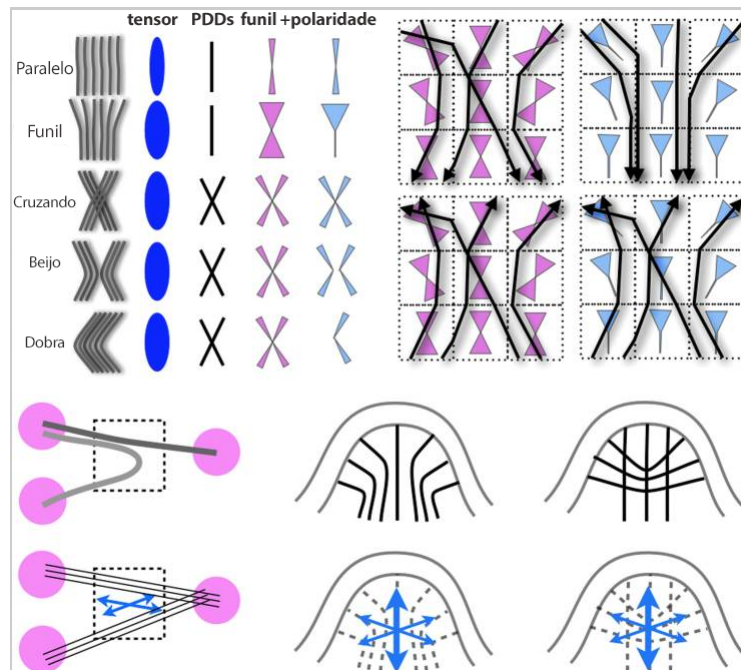 tensor PDDs funil +polaridade
Paralelo
Funil
Cruzando
Beijo
Dobra